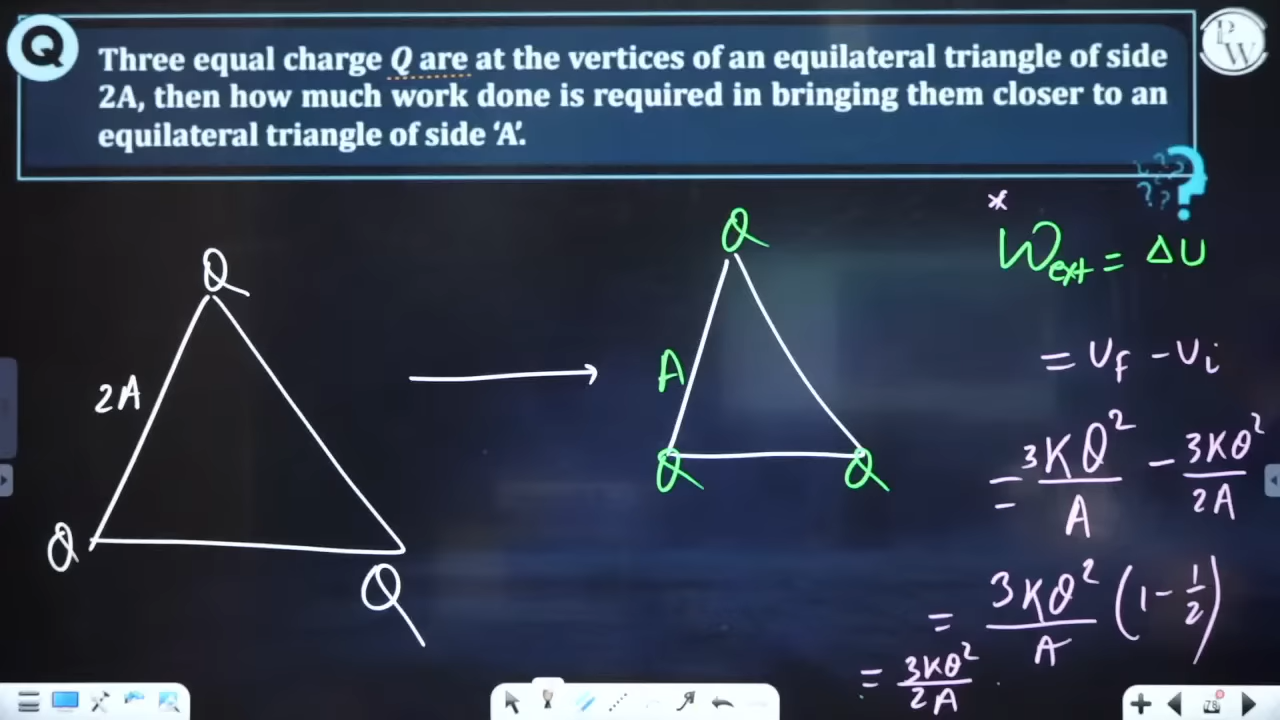 Q
Three equal charge Q are at the vertices of an equilateral triangle of side
2A, then how much work done is required in bringing them closer to an
equilateral triangle of side ‘A’.
PW
Q
2A
Q
Q
Q
A
Q
Q
*
W_ext = ΔU
= U_f - U_i
= 3KQ²/A - 3KQ²/2A
= 3KQ²/A (1 - 1/2)
= 3KQ²/2A
78